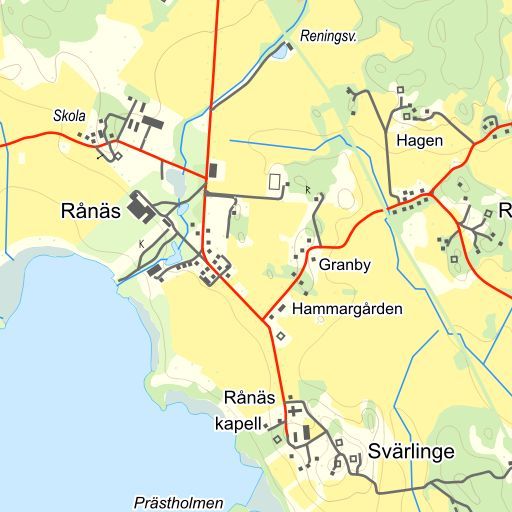 Reningsv.
Skola
Hagen
K
R
Rånäs
R
Granby
Hammargården
Rånäs
kapell
Svärlinge
Prästholmen